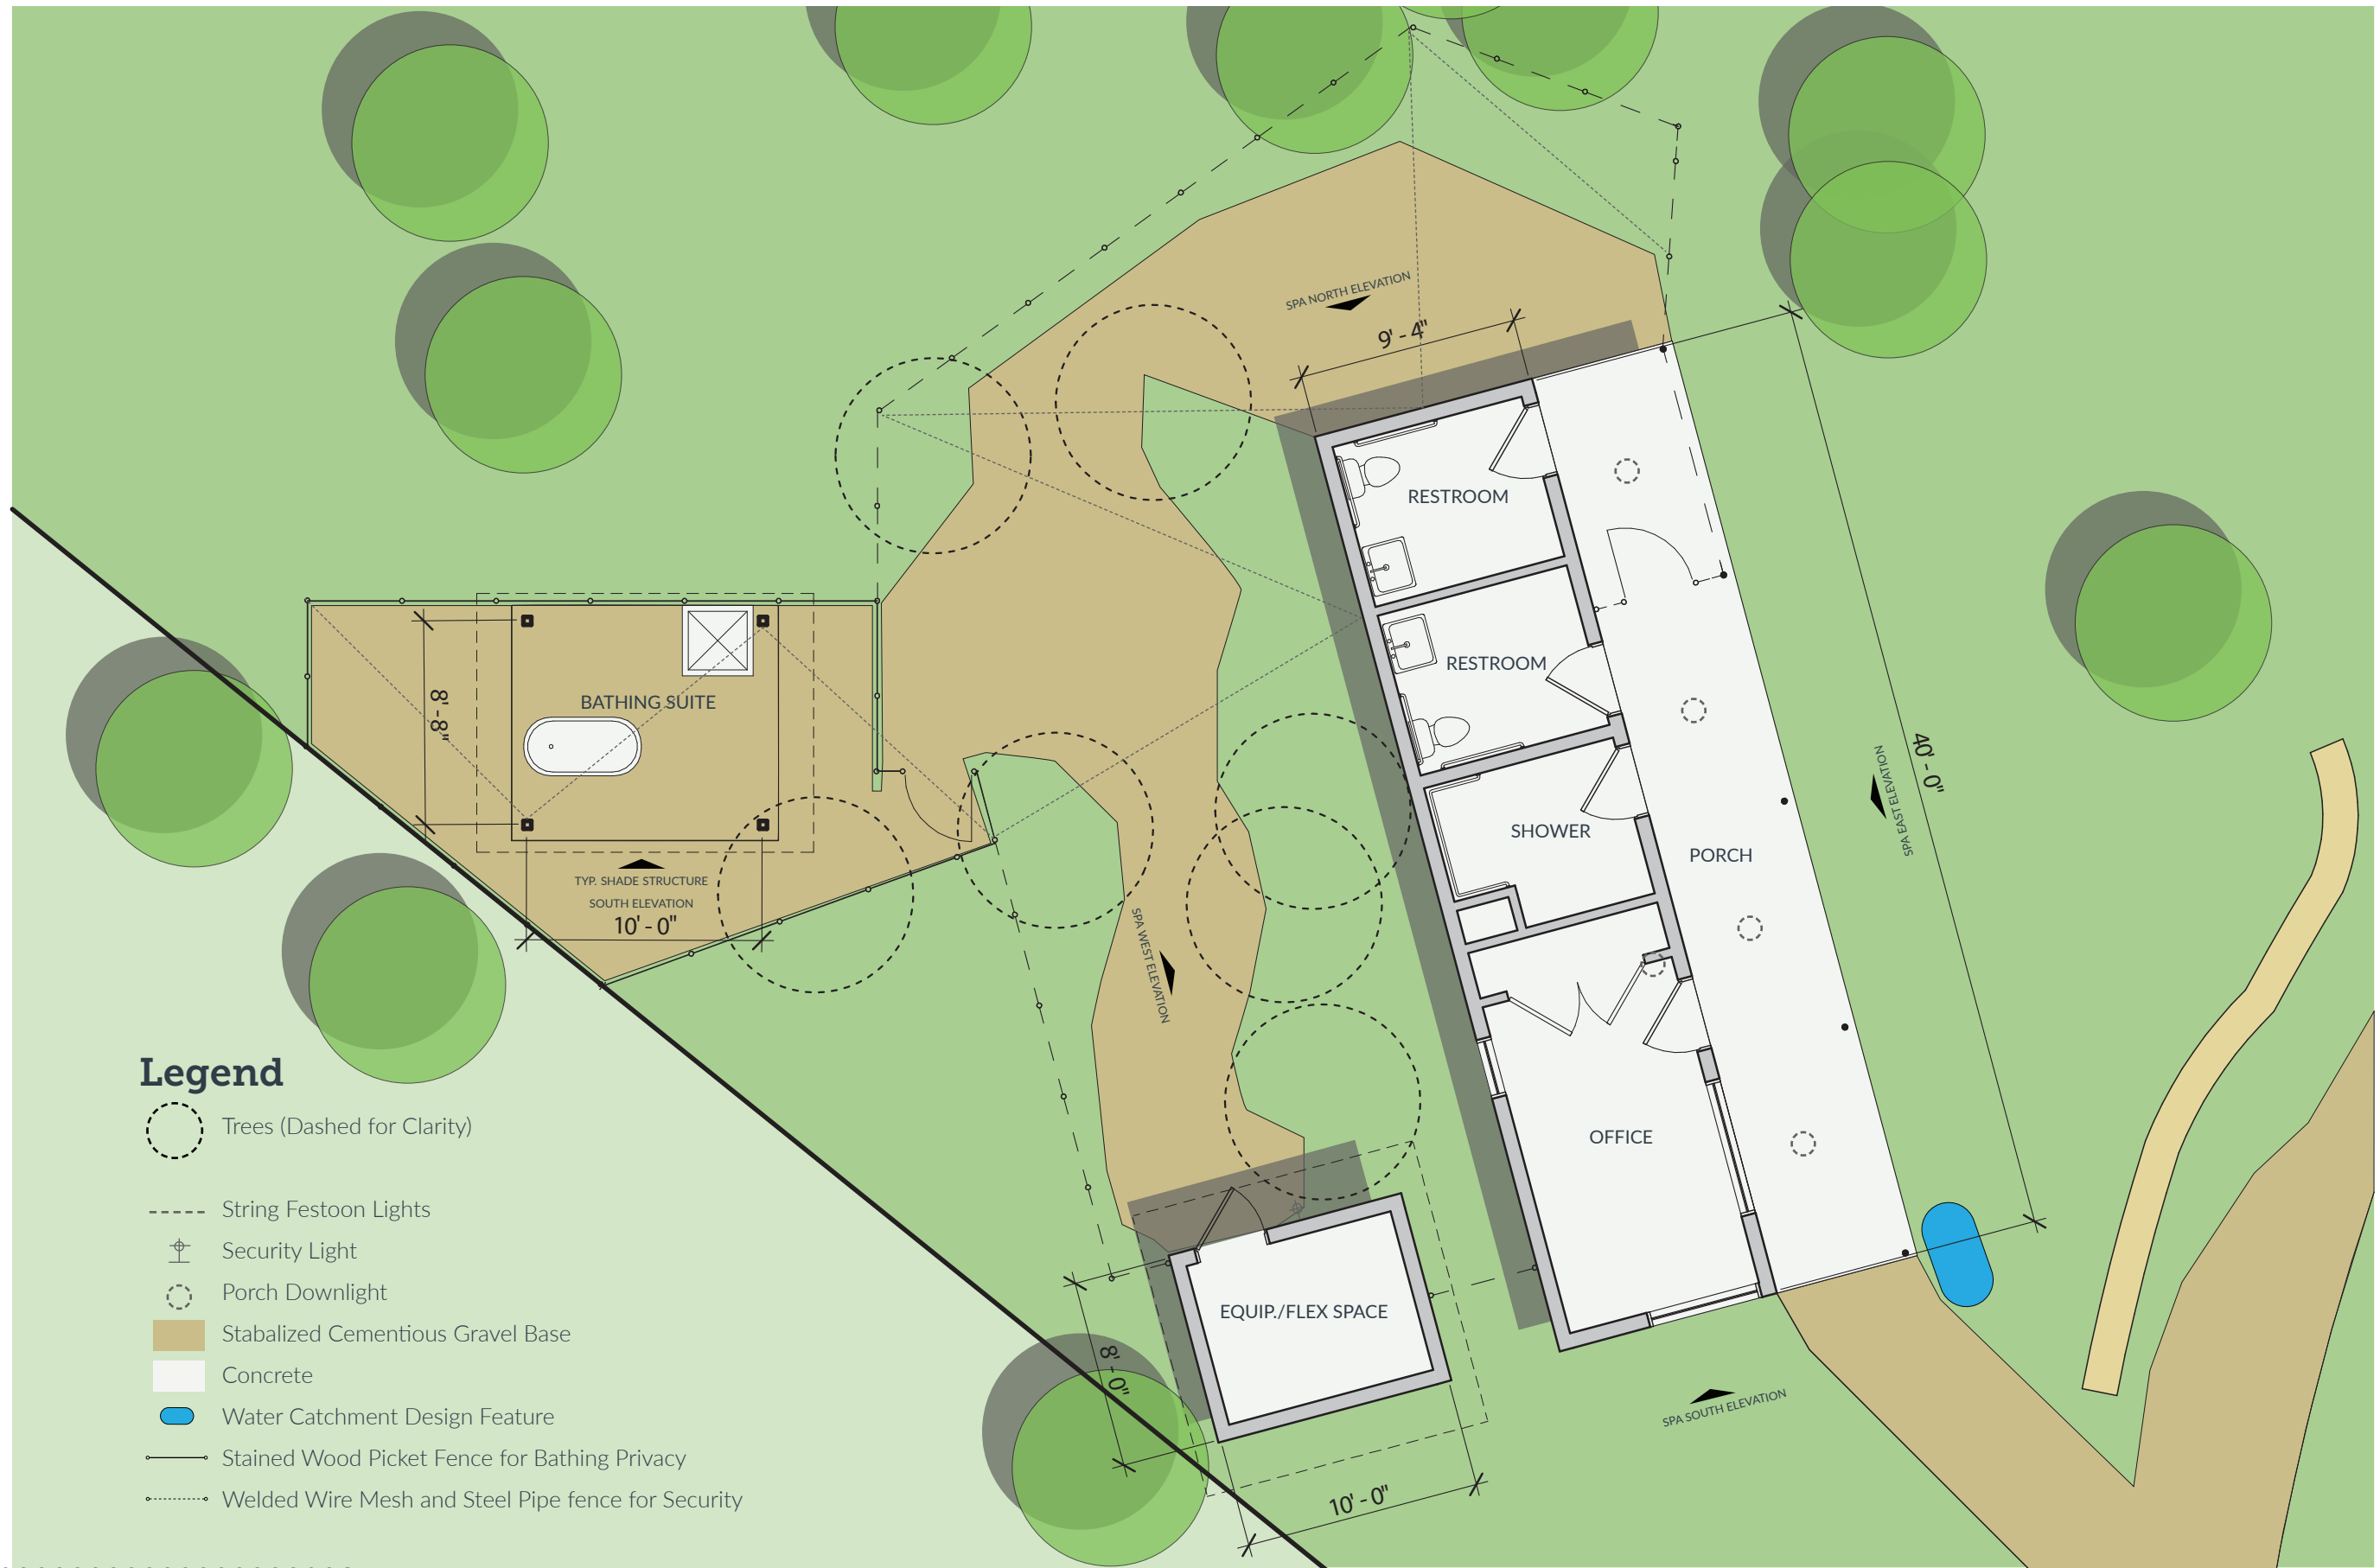 SPA NORTH ELEVATION
9' - 4"
RESTROOM
RESTROOM
BATHING SUITE
8' - 8"
40' - 0"
SPA EAST ELEVATION
SHOWER
PORCH
TYP. SHADE STRUCTURE
SOUTH ELEVATION
10' - 0"
SPA WEST ELEVATION
OFFICE
EQUIP./FLEX SPACE
8' - 0"
10' - 0"
SPA SOUTH ELEVATION
Legend
Trees (Dashed for Clarity)
String Festoon Lights
Security Light
Porch Downlight
Stabalized Cementious Gravel Base
Concrete
Water Catchment Design Feature
Stained Wood Picket Fence for Bathing Privacy
Welded Wire Mesh and Steel Pipe fence for Security